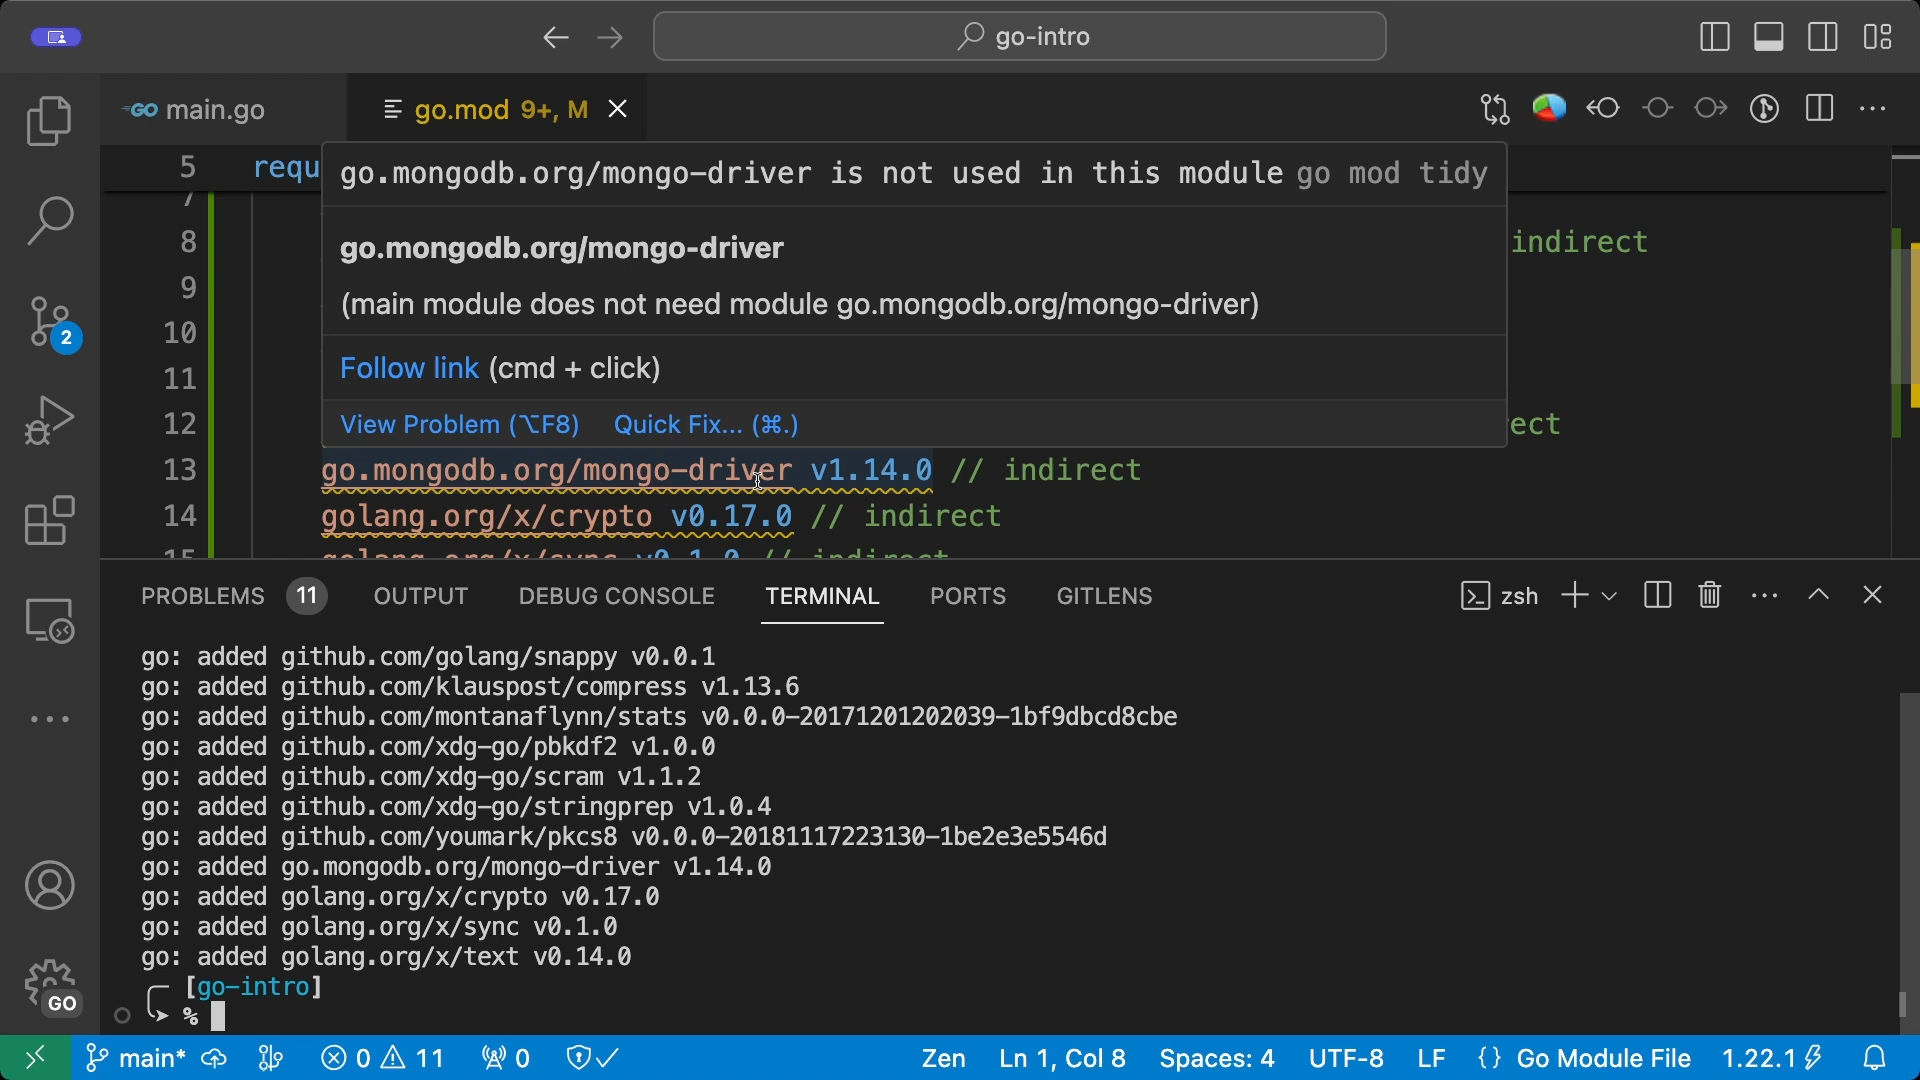 go-intro
GO main.go
go.mod 9+, M
5 requ
go.mongodb.org/mongo-driver is not used in this module go mod tidy
7
go.mongodb.org/mongo-driver
8 indirect
9
(main module does not need module go.mongodb.org/mongo-driver)
10
11
Follow link (cmd + click)
12 ect
View Problem (⌥F8) Quick Fix... (⌘.)
13 go.mongodb.org/mongo-driver v1.14.0 // indirect
14 golang.org/x/crypto v0.17.0 // indirect
15 golang.org/x/sync v0.1.0 // indirect
2
PROBLEMS 11 OUTPUT DEBUG CONSOLE TERMINAL PORTS GITLENS zsh
go: added github.com/golang/snappy v0.0.1
go: added github.com/klauspost/compress v1.13.6
go: added github.com/montanaflynn/stats v0.0.0-20171201202039-1bf9dbcd8cbe
go: added github.com/xdg-go/pbkdf2 v1.0.0
go: added github.com/xdg-go/scram v1.1.2
go: added github.com/xdg-go/stringprep v1.0.4
go: added github.com/youmark/pkcs8 v0.0.0-20181117223130-1be2e3e5546d
go: added go.mongodb.org/mongo-driver v1.14.0
go: added golang.org/x/crypto v0.17.0
go: added golang.org/x/sync v0.1.0
go: added golang.org/x/text v0.14.0
[go-intro]
%
GO
main* 0 11 0 Zen Ln 1, Col 8 Spaces: 4 UTF-8 LF {} Go Module File 1.22.1